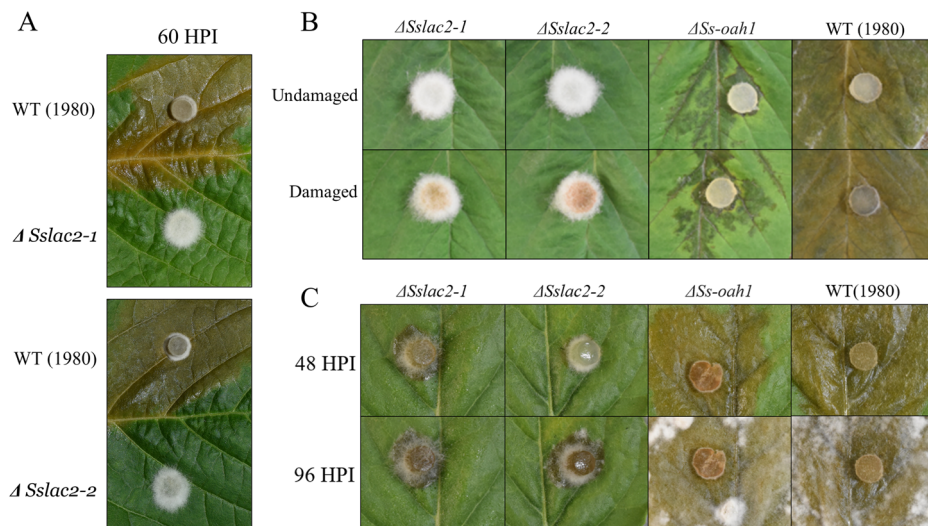 A
60 HPI
WT (1980)
Δ Sslac2-1
WT (1980)
Δ Sslac2-2
B
ΔSslac2-1 ΔSslac2-2 ΔSs-oah1 WT (1980)
Undamaged
Damaged
C
ΔSslac2-1 ΔSslac2-2 ΔSs-oah1 WT(1980)
48 HPI
96 HPI